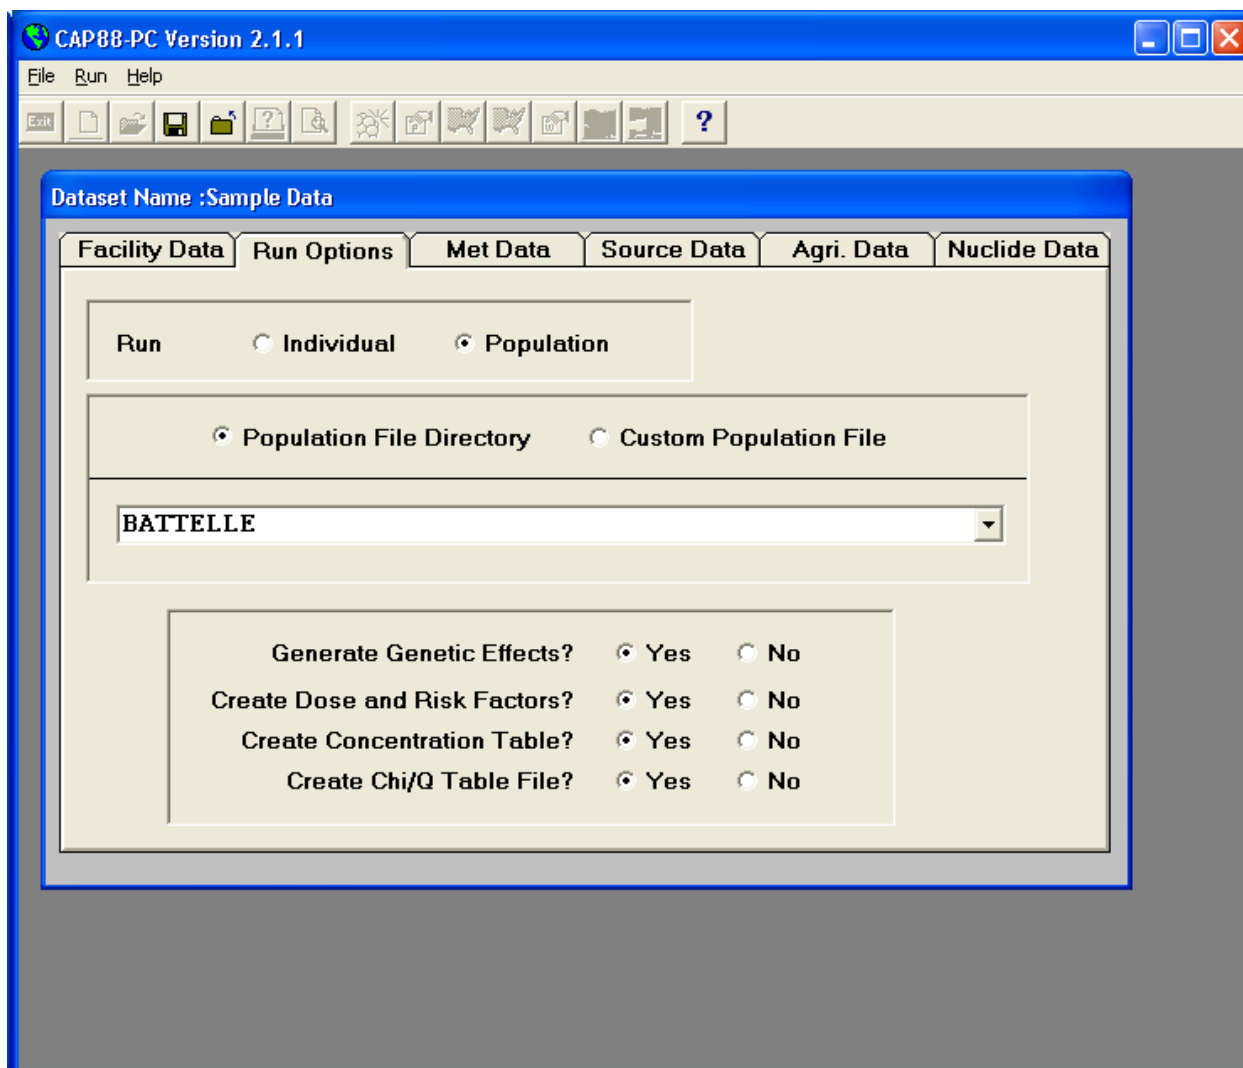 CAP88-PC Version 2.1.1
File Run Help
Exit
?
Dataset Name :Sample Data
Facility Data Run Options Met Data Source Data Agri. Data Nuclide Data
Run Individual Population
Population File Directory Custom Population File
BATTELLE
Generate Genetic Effects? Yes No
Create Dose and Risk Factors? Yes No
Create Concentration Table? Yes No
Create Chi/Q Table File? Yes No